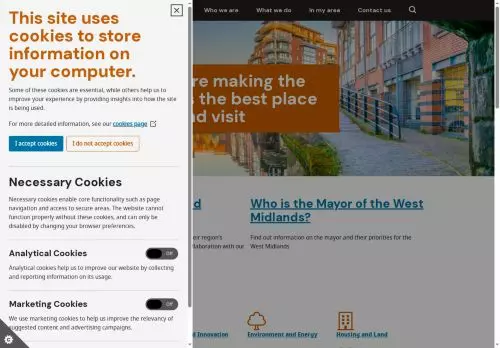 This site uses
cookies to store
information on
your computer.
Some of these cookies are essential, while others help us to
improve your experience by providing insights into how the site
is being used.
For more detailed information, see our cookies page
I accept cookies
I do not accept cookies
Necessary Cookies
Necessary cookies enable core functionality such as page
navigation and access to secure areas. The website cannot
function properly without these cookies, and can only be
disabled by changing your browser preferences.
Analytical Cookies
Off
Analytical cookies help us to improve our website by collecting
and reporting information on its usage.
Marketing Cookies
Off
We use marketing cookies to help us improve the relevancy of
suggested content and advertising campaigns.
Who we are
What we do
In my area
Contact us
re making the
s the best place
nd visit
d
Who is the Mayor of the West
Midlands?
ir region's
llaboration with our
Find out information on the mayor and their priorities for the
West Midlands
d Innovation
Environment and Energy
Housing and Land